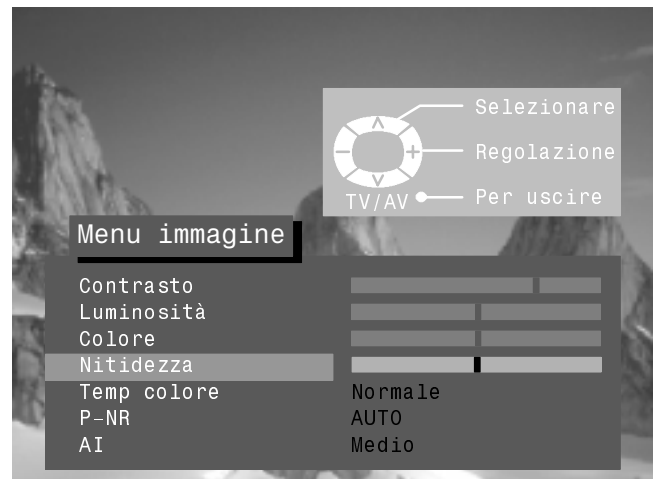 Selezionare
Regolazione
TV/AV Per uscire
Menu immagine
Contrasto
Luminosità
Colore
Nitidezza
Temp colore Normale
P-NR AUTO
AI Medio